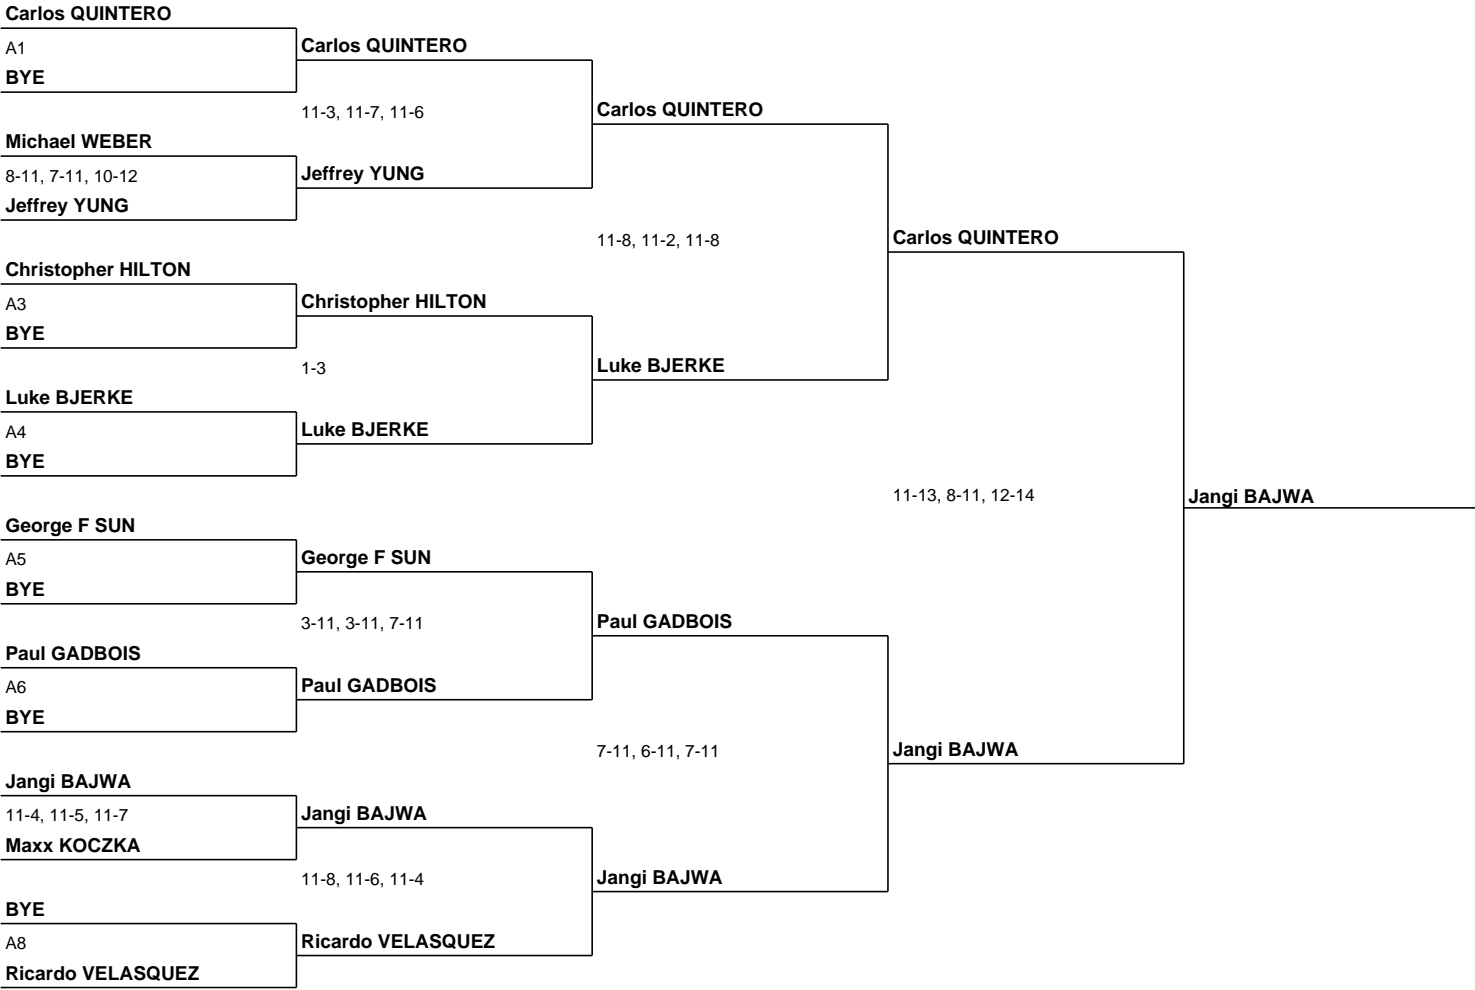 Carlos QUINTERO
A1
BYE
Michael WEBER
8-11, 7-11, 10-12
Jeffrey YUNG
Christopher HILTON
A3
BYE
Luke BJERKE
A4
BYE
George F SUN
A5
BYE
Paul GADBOIS
A6
BYE
Jangi BAJWA
11-4, 11-5, 11-7
Maxx KOCZKA
BYE
A8
Ricardo VELASQUEZ
Carlos QUINTERO
11-3, 11-7, 11-6
Jeffrey YUNG
Christopher HILTON
1-3
Luke BJERKE
George F SUN
3-11, 3-11, 7-11
Paul GADBOIS
Jangi BAJWA
11-8, 11-6, 11-4
Ricardo VELASQUEZ
Carlos QUINTERO
11-8, 11-2, 11-8
Luke BJERKE
Paul GADBOIS
7-11, 6-11, 7-11
Jangi BAJWA
Carlos QUINTERO
11-13, 8-11, 12-14
Jangi BAJWA
Jangi BAJWA